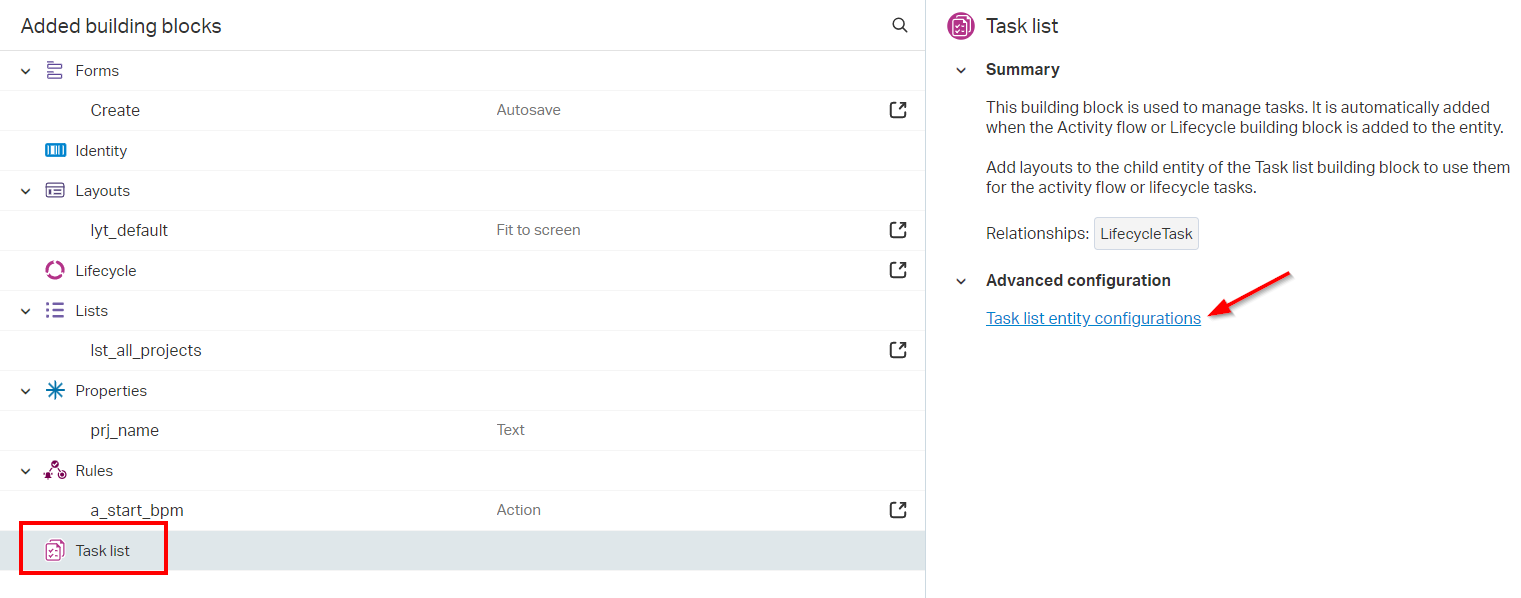 Added building blocks
Forms
Create Autosave
Identity
Layouts
lyt_default Fit to screen
Lifecycle
Lists
lst_all_projects
Properties
prj_name Text
Rules
a_start_bpm Action
Task list
Task list
Summary
This building block is used to manage tasks. It is automatically added
when the Activity flow or Lifecycle building block is added to the entity.
Add layouts to the child entity of the Task list building block to use them
for the activity flow or lifecycle tasks.
Relationships: LifecycleTask
Advanced configuration
Task list entity configurations